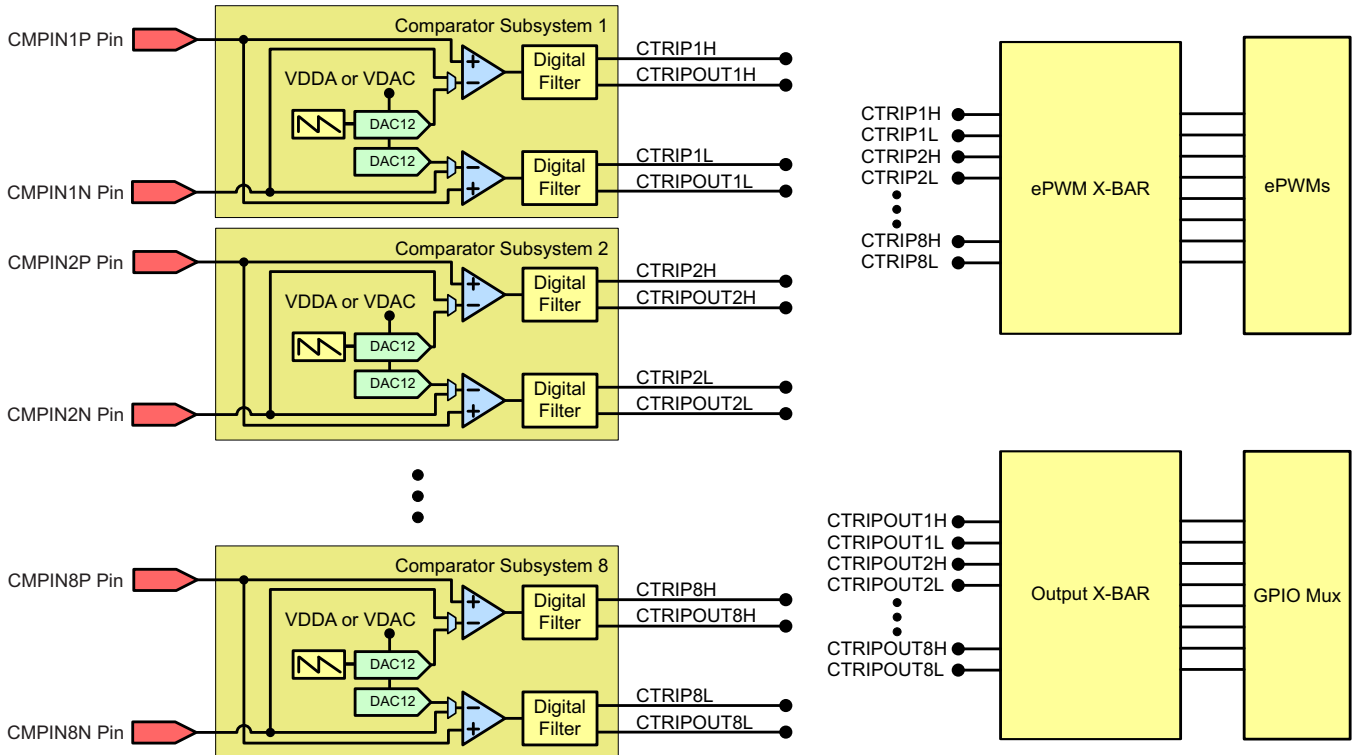 Comparator Subsystem 1
CMPIN1P Pin
VDDA or VDAC
DAC12
DAC12
Digital
Filter
CTRIP1H
CTRIPOUT1H
Digital
Filter
CTRIP1L
CTRIPOUT1L
CMPIN1N Pin
Comparator Subsystem 2
CMPIN2P Pin
VDDA or VDAC
DAC12
DAC12
Digital
Filter
CTRIP2H
CTRIPOUT2H
Digital
Filter
CTRIP2L
CTRIPOUT2L
CMPIN2N Pin
Comparator Subsystem 8
CMPIN8P Pin
VDDA or VDAC
DAC12
DAC12
Digital
Filter
CTRIP8H
CTRIPOUT8H
Digital
Filter
CTRIP8L
CTRIPOUT8L
CMPIN8N Pin
CTRIP1H
CTRIP1L
CTRIP2H
CTRIP2L
CTRIP8H
CTRIP8L
ePWM X-BAR
ePWMs
CTRIPOUT1H
CTRIPOUT1L
CTRIPOUT2H
CTRIPOUT2L
CTRIPOUT8H
CTRIPOUT8L
Output X-BAR
GPIO Mux